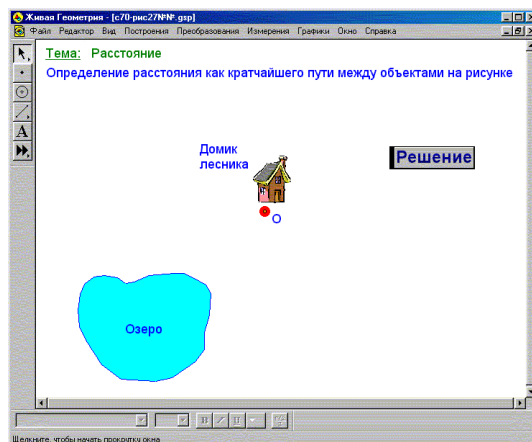 Живая Геометрия - [с70-рис27№№.gsp]
Файл Редактор Вид Построения Преобразования Измерения Графики Окно Справка
Тема: Расстояние
Определение расстояния как кратчайшего пути между объектами на рисунке
Домик
лесника
Решение
О
Озеро
A
B I U
Щелкните, чтобы начать прокрутку окна